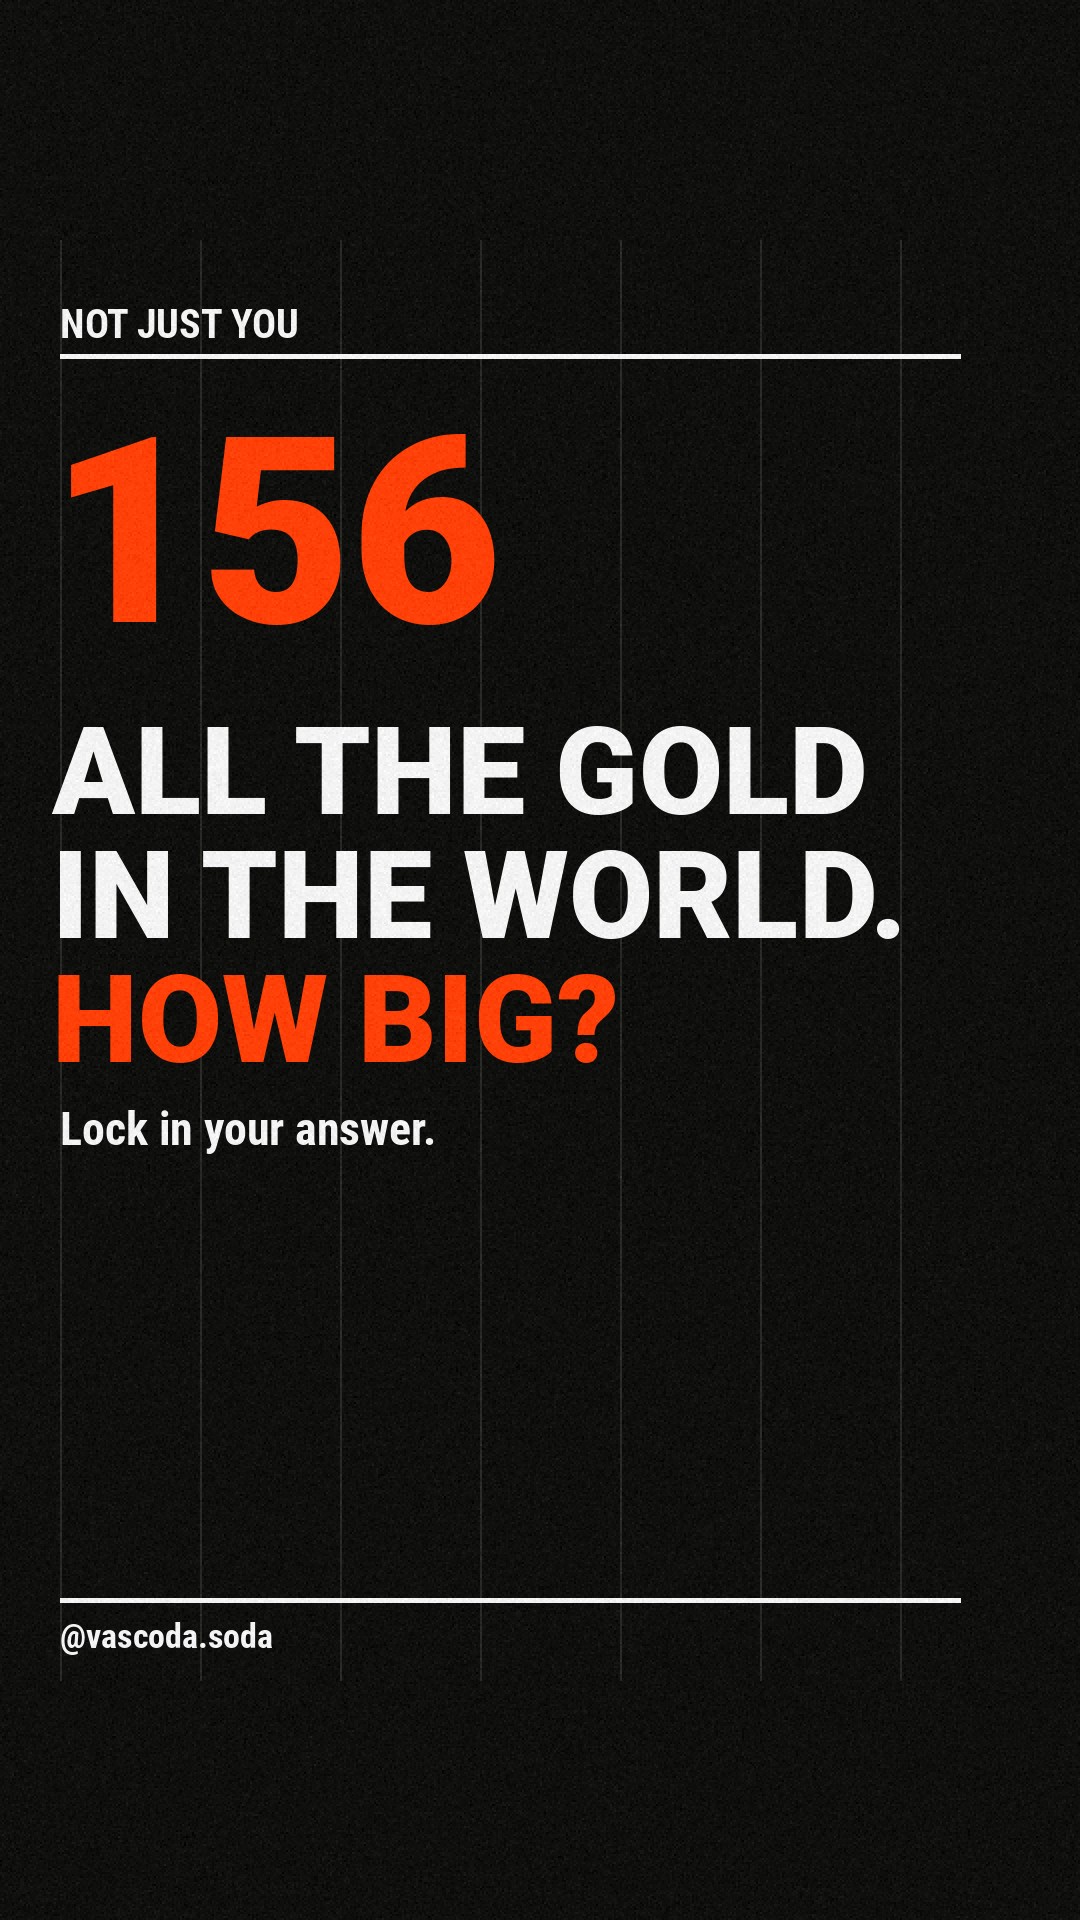 NOT JUST YOU
156
ALL THE GOLD
IN THE WORLD.
HOW BIG?
Lock in your answer.
@vascoda.soda